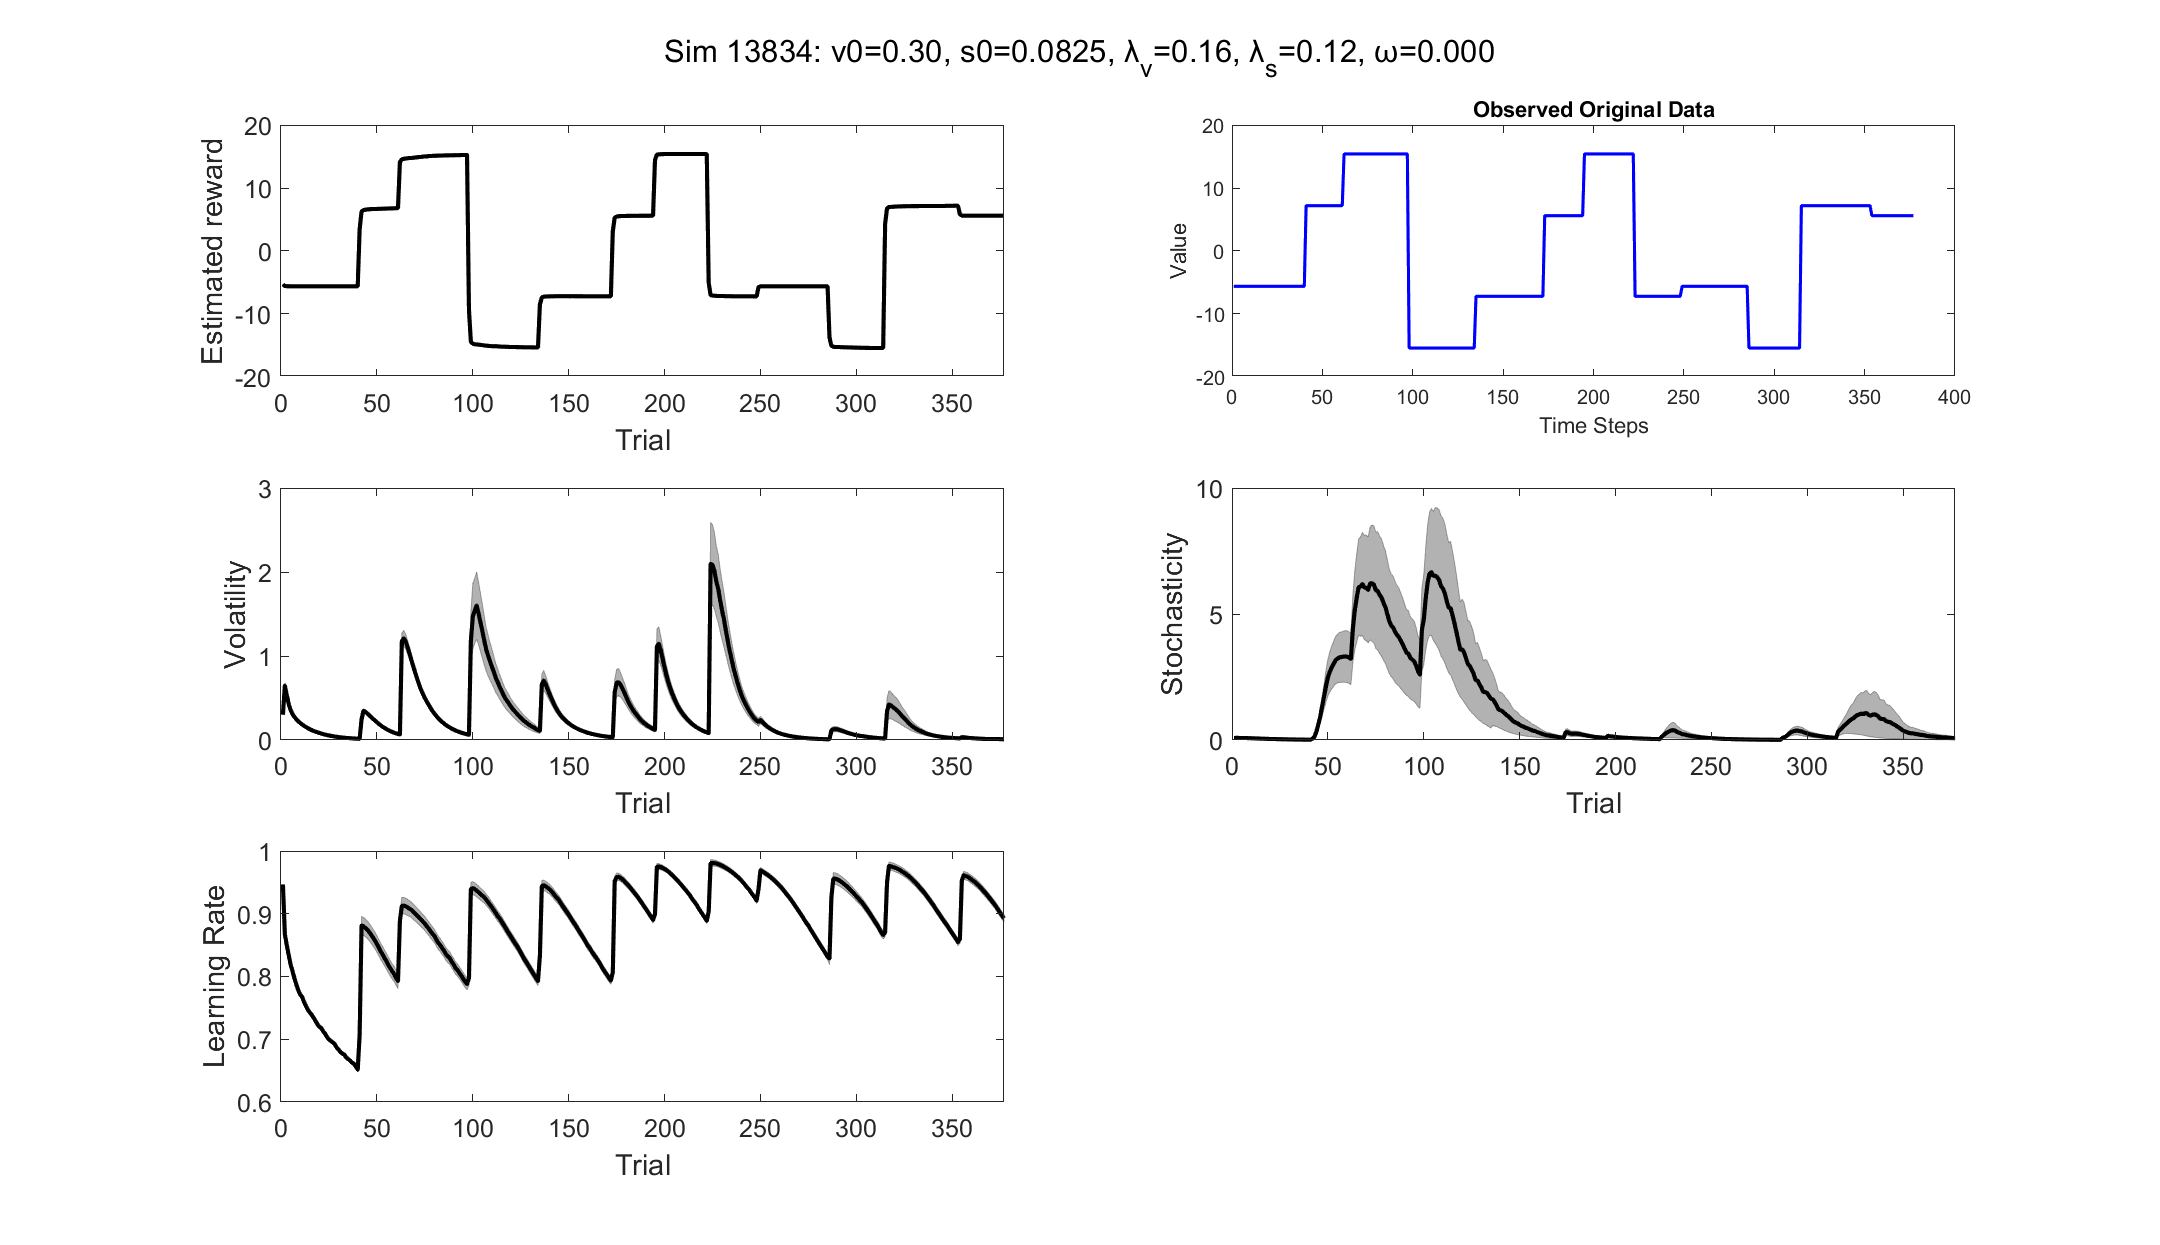 Sim 13834: v0=0.30, s0=0.0825, λv=0.16, λs=0.12, ω=0.000
Estimated reward
20
10
0
-10
-20
0 50 100 150 200 250 300 350
Trial
Observed Original Data
Value
20
10
0
-10
-20
0 50 100 150 200 250 300 350 400
Time Steps
Volatility
3
2
1
0
0 50 100 150 200 250 300 350
Trial
Stochasticity
10
5
0
0 50 100 150 200 250 300 350
Trial
Learning Rate
1
0.9
0.8
0.7
0.6
0 50 100 150 200 250 300 350
Trial